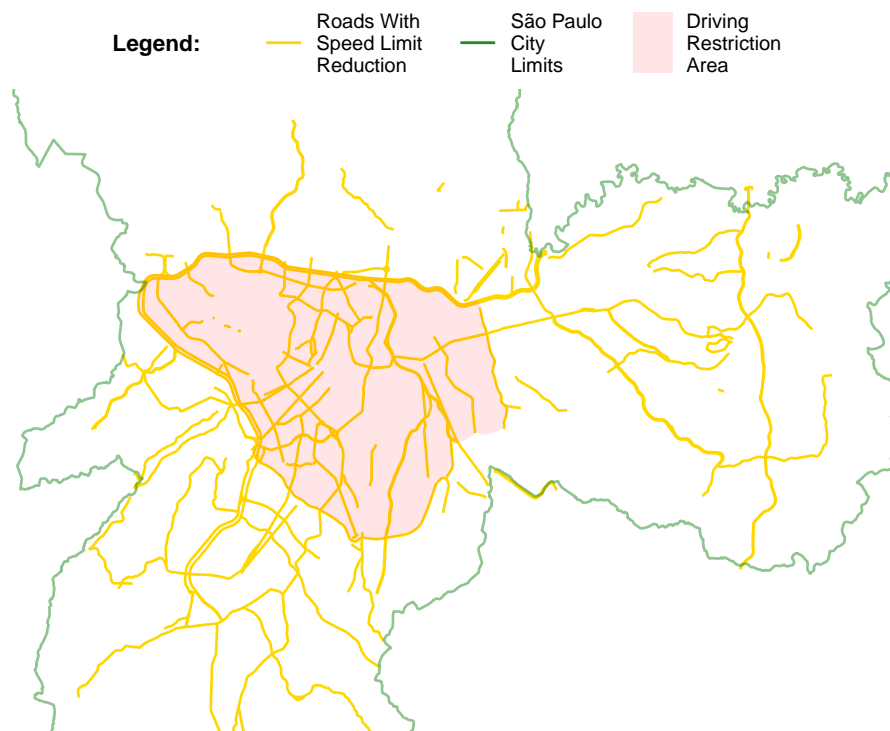 Legend:
Roads With
Speed Limit
Reduction
São Paulo
City
Limits
Driving
Restriction
Area